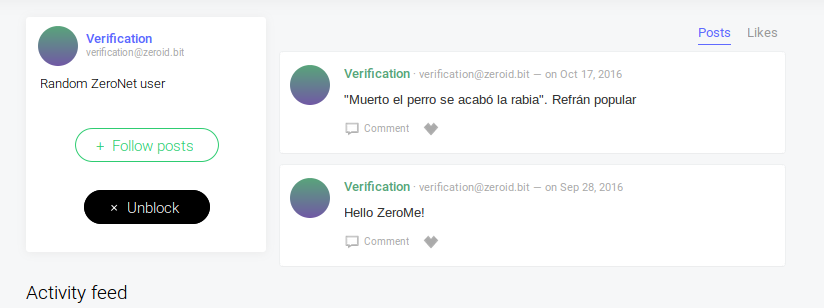 Verification
verification@zeroid.bit
Random ZeroNet user
+ Follow posts
× Unblock
Activity feed
Posts Likes
Verification · verification@zeroid.bit — on Oct 17, 2016
"Muerto el perro se acabó la rabia". Refrán popular
Comment
Verification · verification@zeroid.bit — on Sep 28, 2016
Hello ZeroMe!
Comment